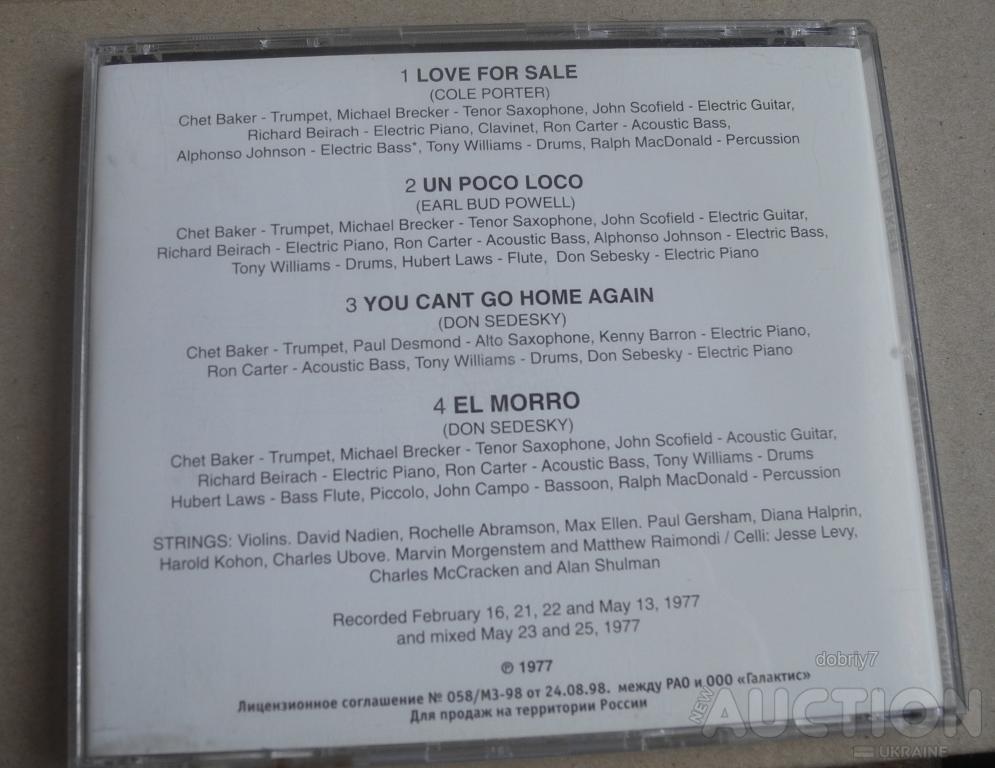 1 LOVE FOR SALE
(COLE PORTER)
Chet Baker - Trumpet, Michael Brecker - Tenor Saxophone, John Scofield - Electric Guitar,
Richard Beirach - Electric Piano, Clavinet, Ron Carter - Acoustic Bass,
Alphonso Johnson - Electric Bass*, Tony Williams - Drums, Ralph MacDonald - Percussion
2 UN POCO LOCO
(EARL BUD POWELL)
Chet Baker - Trumpet, Michael Brecker - Tenor Saxophone, John Scofield - Electric Guitar,
Richard Beirach - Electric Piano, Ron Carter - Acoustic Bass, Alphonso Johnson - Electric Bass,
Tony Williams - Drums, Hubert Laws - Flute, Don Sebesky - Electric Piano
3 YOU CANT GO HOME AGAIN
(DON SEDESKY)
Chet Baker - Trumpet, Paul Desmond - Alto Saxophone, Kenny Barron - Electric Piano,
Ron Carter - Acoustic Bass, Tony Williams - Drums, Don Sebesky - Electric Piano
4 EL MORRO
(DON SEDESKY)
Chet Baker - Trumpet, Michael Brecker - Tenor Saxophone, John Scofield - Acoustic Guitar,
Richard Beirach - Electric Piano, Ron Carter - Acoustic Bass, Tony Williams - Drums
Hubert Laws - Bass Flute, Piccolo, John Campo - Bassoon, Ralph MacDonald - Percussion
STRINGS: Violins. David Nadien, Rochelle Abramson, Max Ellen. Paul Gersham, Diana Halprin,
Harold Kohon, Charles Ubove. Marvin Morgenstem and Matthew Raimondi / Celli: Jesse Levy,
Charles McCracken and Alan Shulman
Recorded February 16, 21, 22 and May 13, 1977
and mixed May 23 and 25, 1977
℗ 1977
Лицензионное соглашение № 058/МЗ-98 от 24.08.98. между РАО и ООО «Галактис»
Для продаж на территории России
dobriy7
NEW AUCTION
UKRAINE